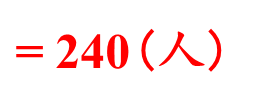 = 240（人）